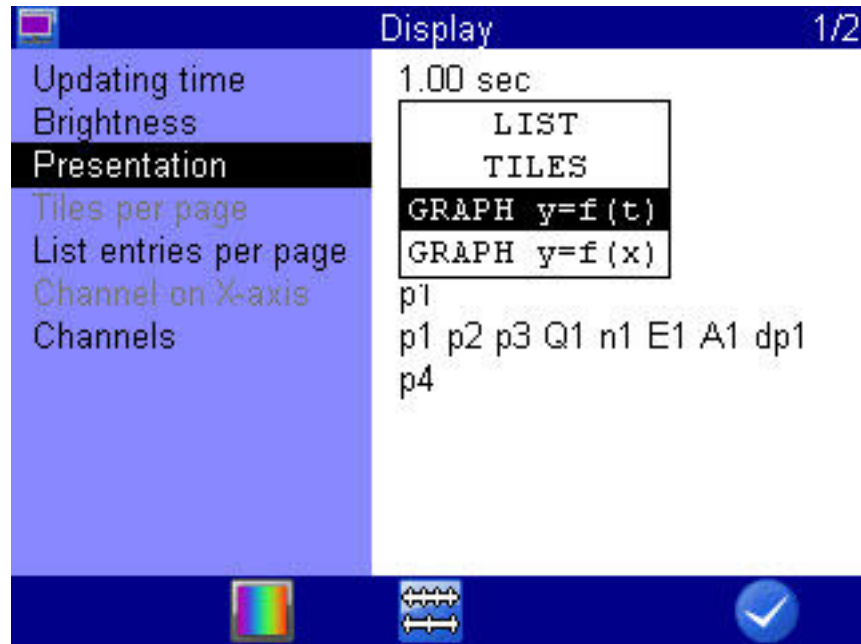 Display 1/2
Updating time 1.00 sec
Brightness LIST
Presentation TILES
Tiles per page GRAPH y=f(t)
List entries per page GRAPH y=f(x)
Channel on X-axis p1
Channels p1 p2 p3 Q1 n1 E1 A1 dp1
p4